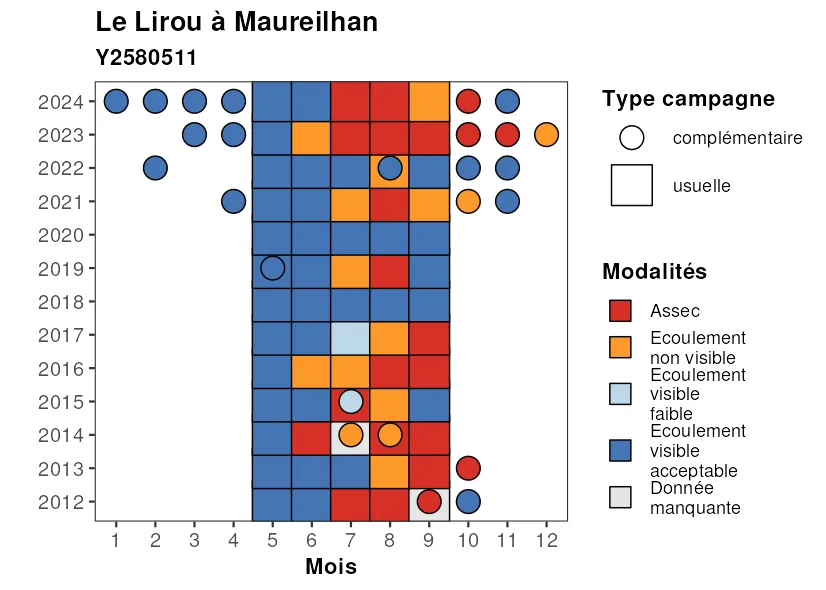 Le Lirou à Maureilhan
Y2580511
2024
2023
2022
2021
2020
2019
2018
2017
2016
2015
2014
2013
2012
1 2 3 4 5 6 7 8 9 10 11 12
Mois
Type campagne
complémentaire
usuelle
Modalités
Assec
Ecoulement
non visible
Ecoulement
visible
faible
Ecoulement
visible
acceptable
Donnée
manquante